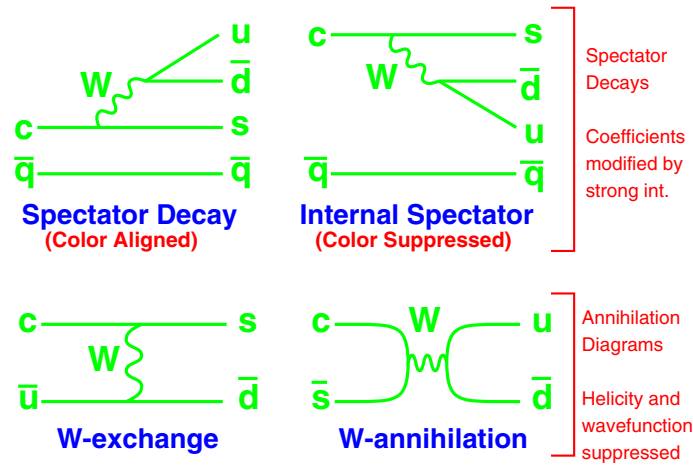 u
d̅
W
c s
q̅ q̅
Spectator Decay
(Color Aligned)
c s
W
d̅
u
q̅ q̅
Internal Spectator
(Color Suppressed)
Spectator
Decays
Coefficients
modified by
strong int.
c s
W
u̅ d̅
W-exchange
c W u
s̅ d̅
W-annihilation
Annihilation
Diagrams
Helicity and
wavefunction
suppressed